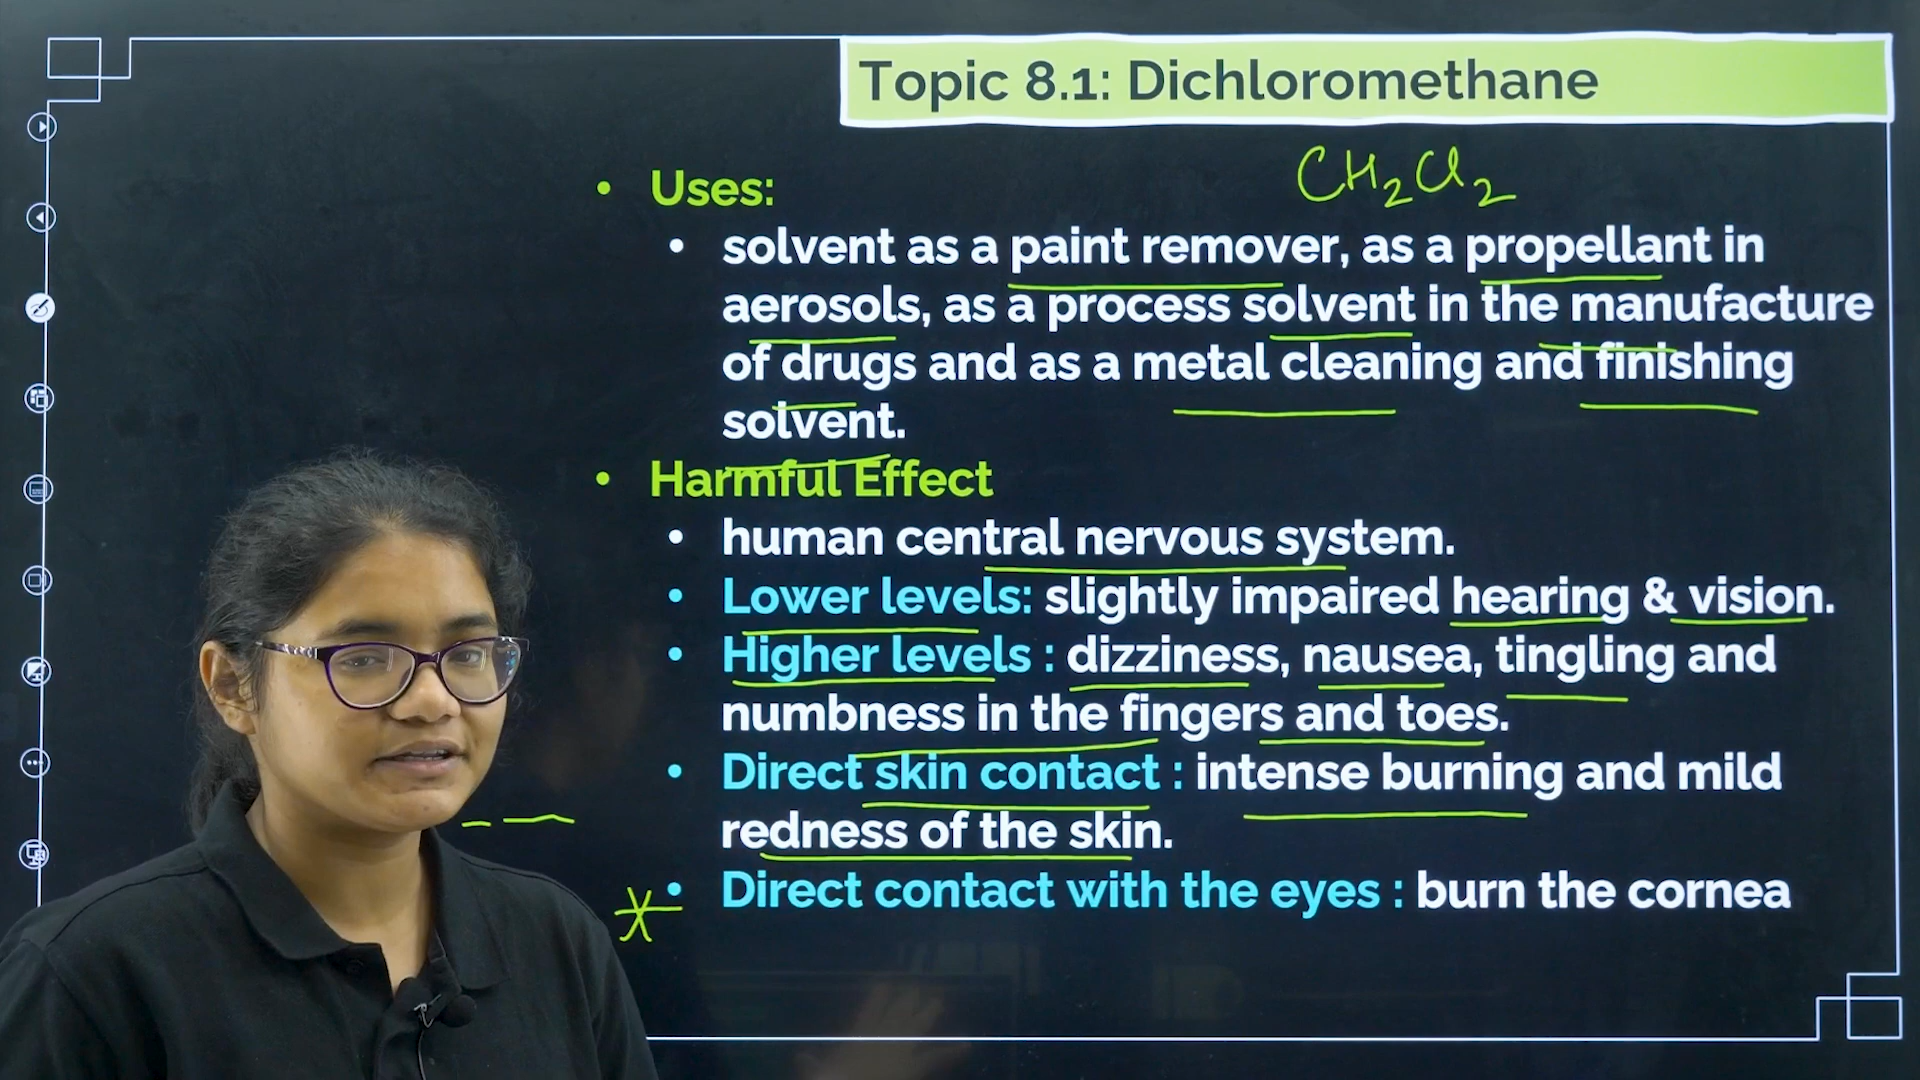 Topic 8.1: Dichloromethane
CH2Cl2
• Uses:
• solvent as a paint remover, as a propellant in
aerosols, as a process solvent in the manufacture
of drugs and as a metal cleaning and finishing
solvent.
• Harmful Effect
• human central nervous system.
• Lower levels: slightly impaired hearing & vision.
• Higher levels : dizziness, nausea, tingling and
numbness in the fingers and toes.
• Direct skin contact : intense burning and mild
redness of the skin.
• Direct contact with the eyes : burn the cornea